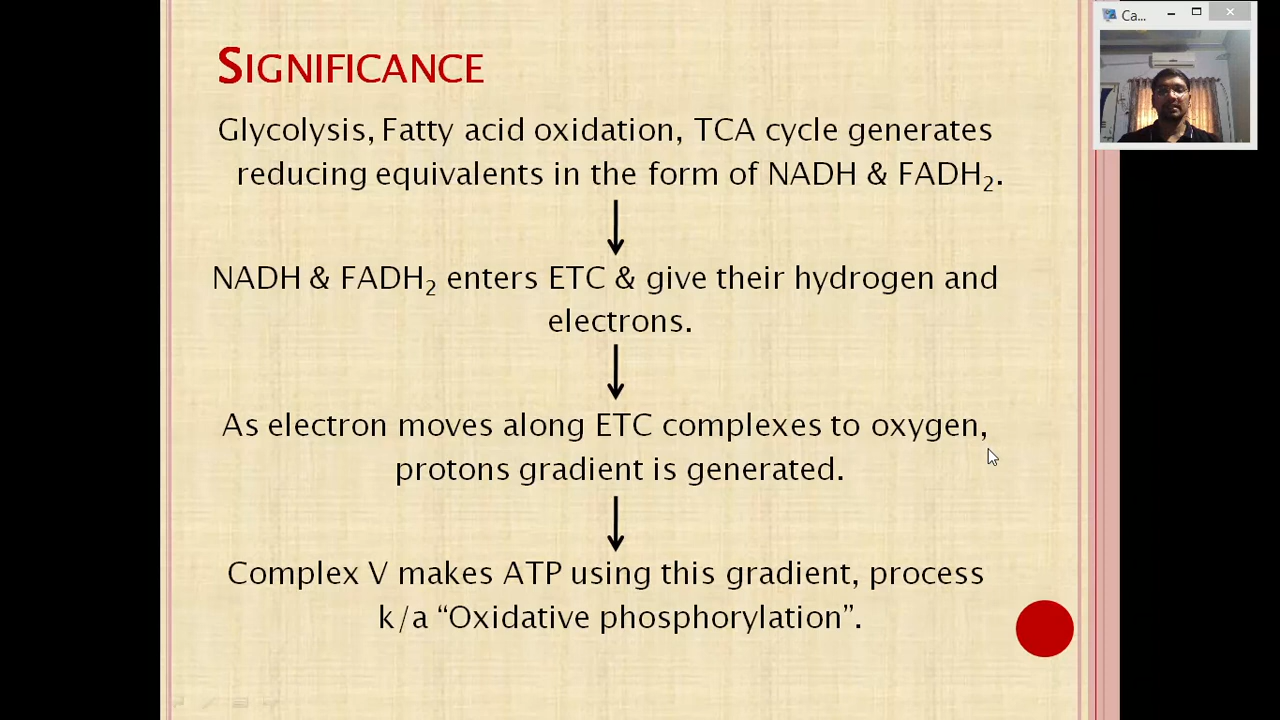 SIGNIFICANCE
Glycolysis, Fatty acid oxidation, TCA cycle generates
reducing equivalents in the form of NADH & FADH₂.
NADH & FADH₂ enters ETC & give their hydrogen and
electrons.
As electron moves along ETC complexes to oxygen,
protons gradient is generated.
Complex V makes ATP using this gradient, process
k/a “Oxidative phosphorylation”.
Ca...